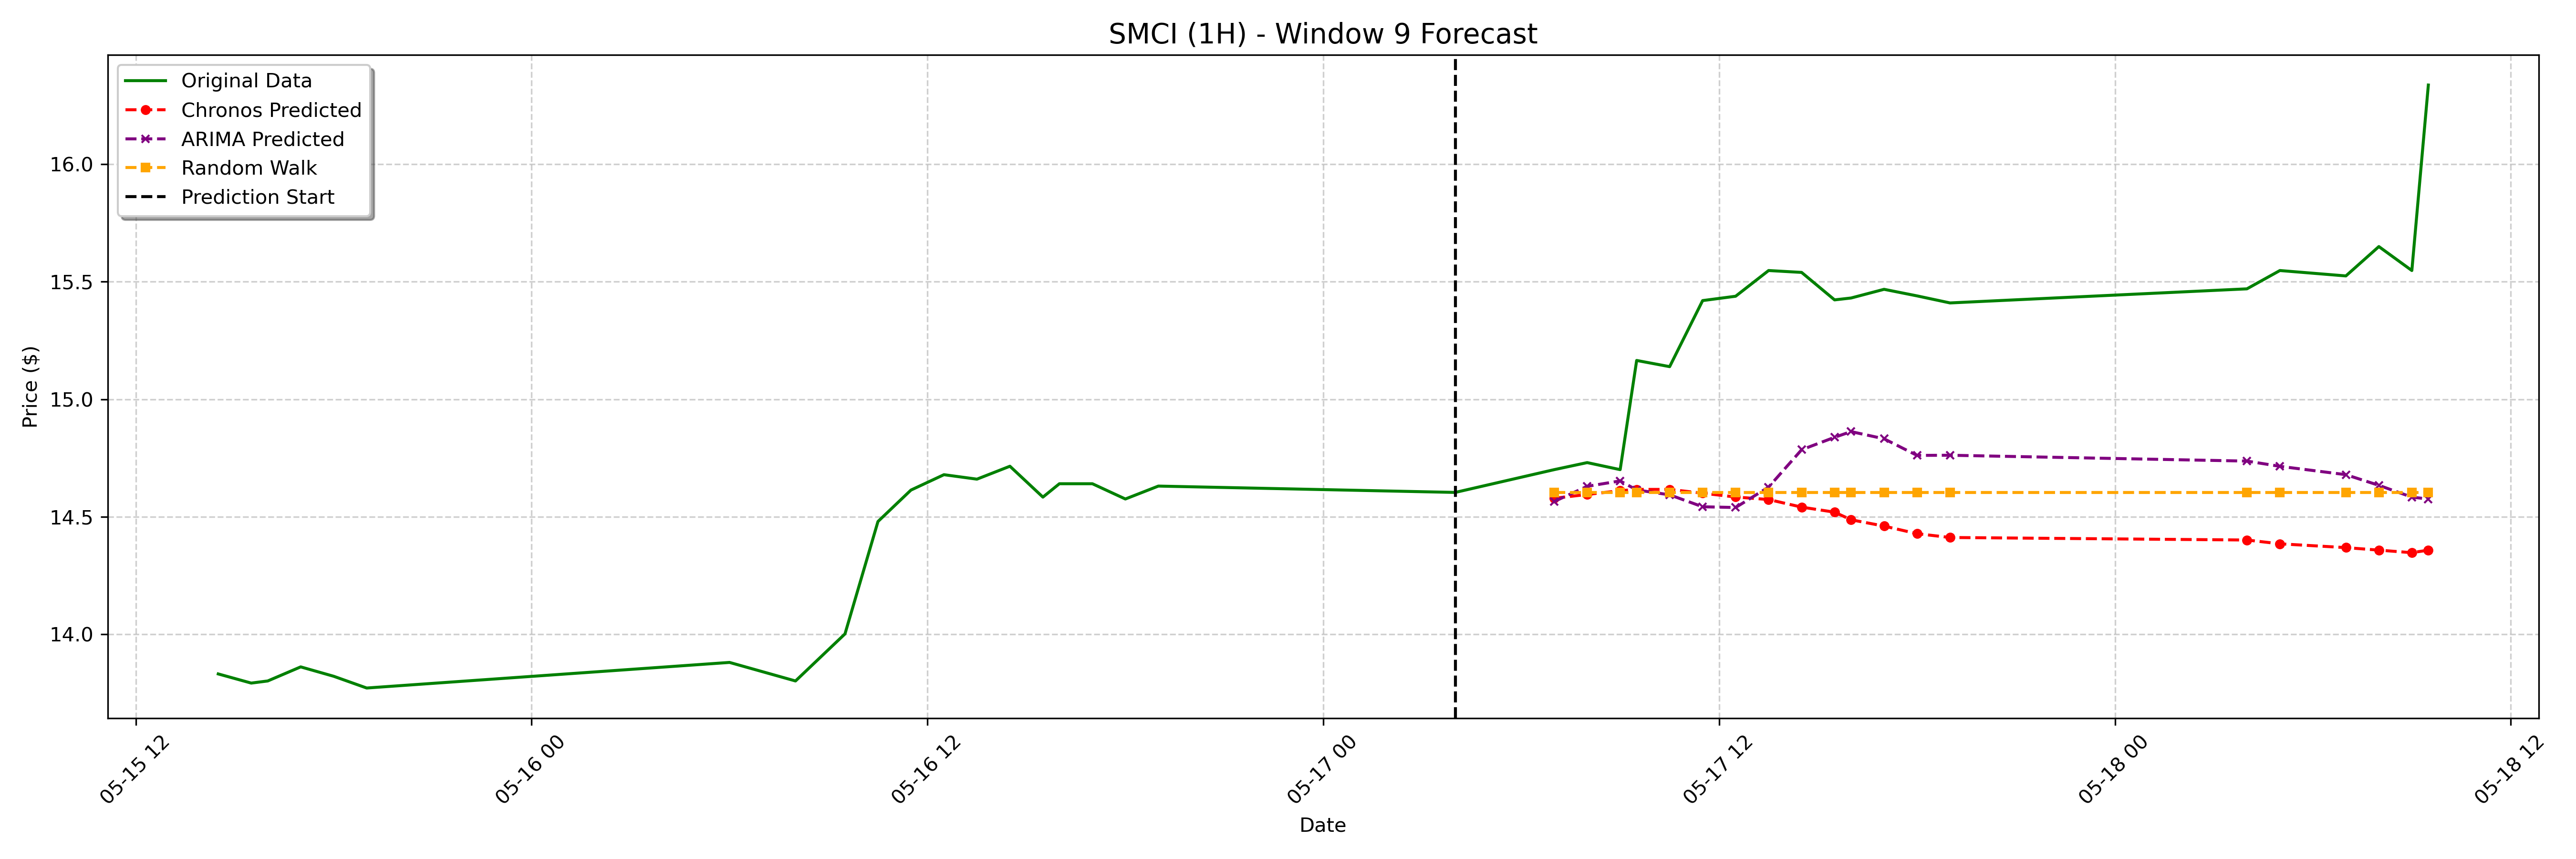 SMCI (1H) - Window 9 Forecast
Original Data
Chronos Predicted
ARIMA Predicted
Random Walk
Prediction Start
Price ($)
16.0
15.5
15.0
14.5
14.0
05-15 12
05-16 00
05-16 12
05-17 00
05-17 12
05-18 00
05-18 12
Date